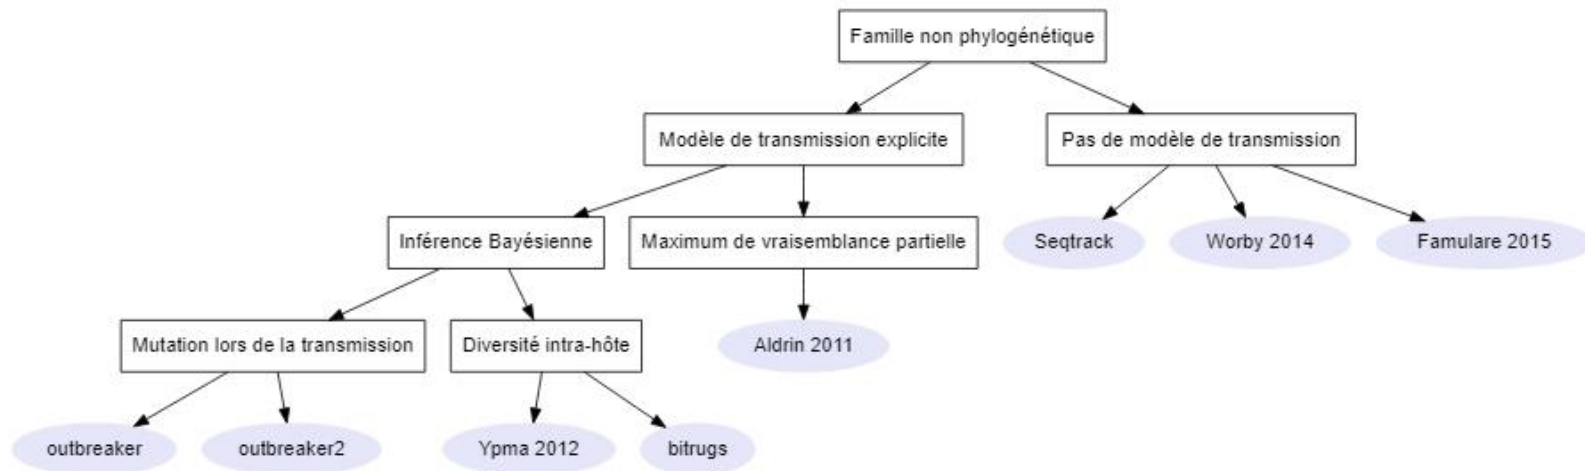 Famille non phylogénétique
Modèle de transmission explicite
Pas de modèle de transmission
Inférence Bayésienne
Maximum de vraisemblance partielle
Seqtrack
Worby 2014
Famulare 2015
Mutation lors de la transmission
Diversité intra-hôte
Aldrin 2011
outbreaker
outbreaker2
Ypma 2012
bitrugs